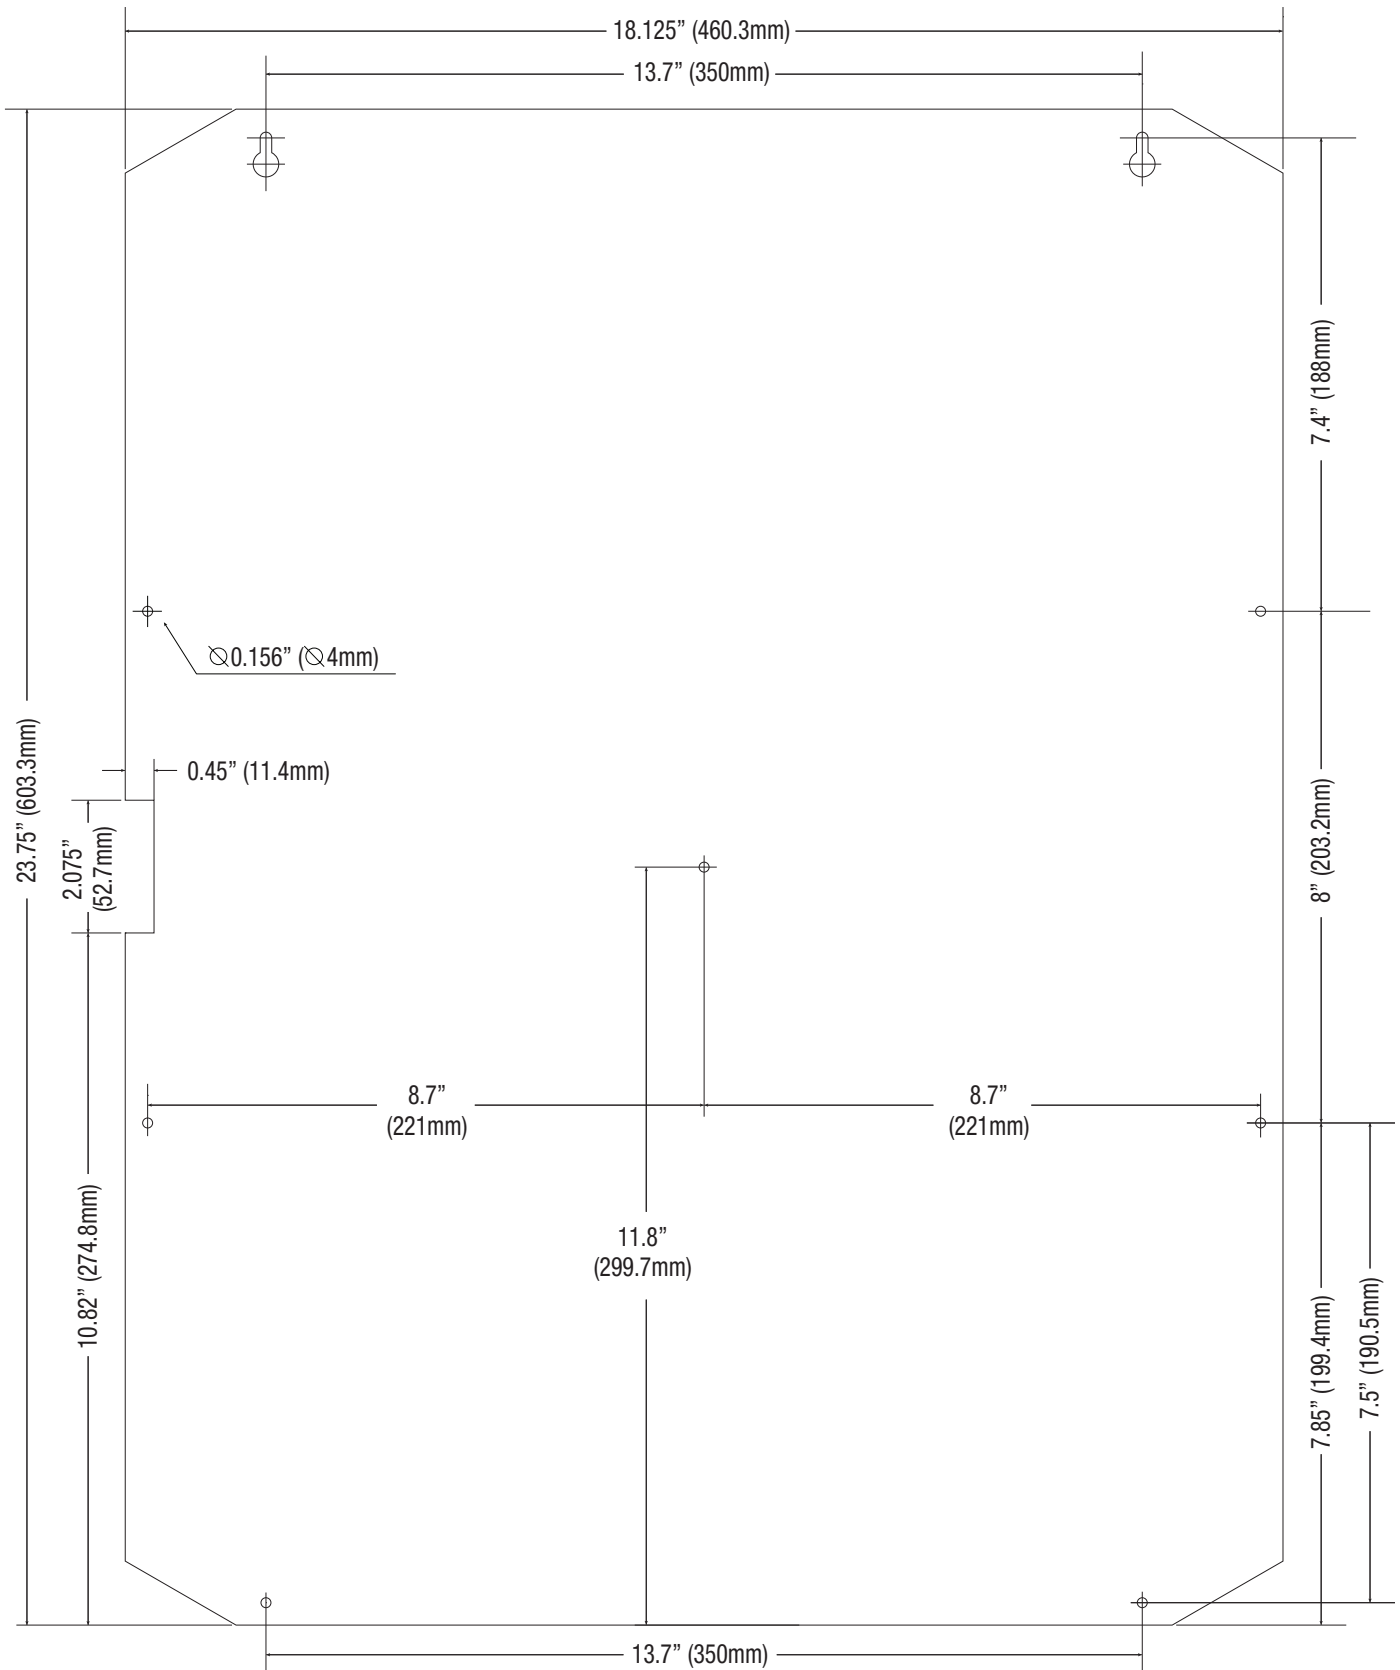 18.125” (460.3mm)
13.7” (350mm)
7.4” (188mm)
∅0.156” (∅4mm)
23.75” (603.3mm)
0.45” (11.4mm)
2.075”
(52.7mm)
8” (203.2mm)
8.7”
(221mm)
8.7”
(221mm)
10.82” (274.8mm)
11.8”
(299.7mm)
7.85” (199.4mm)
7.5” (190.5mm)
13.7” (350mm)